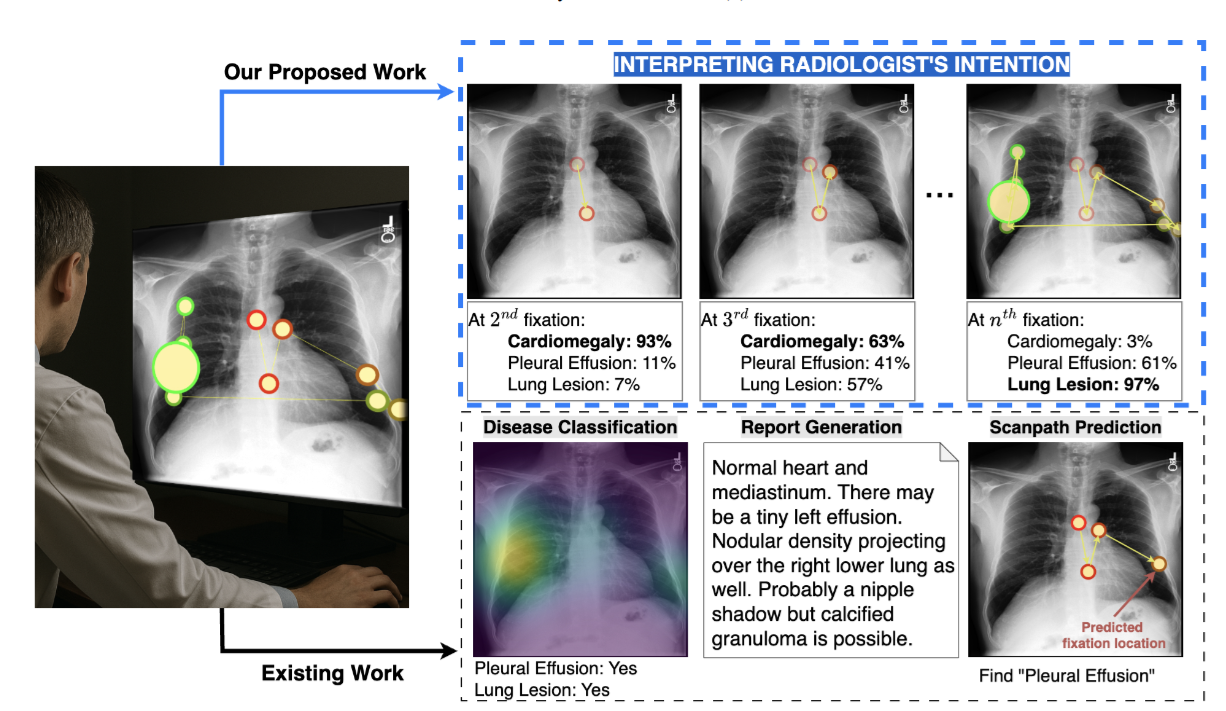 Our Proposed Work
INTERPRETING RADIOLOGIST'S INTENTION
...
At 2nd fixation:
Cardiomegaly: 93%
Pleural Effusion: 11%
Lung Lesion: 7%
At 3rd fixation:
Cardiomegaly: 63%
Pleural Effusion: 41%
Lung Lesion: 57%
At nth fixation:
Cardiomegaly: 3%
Pleural Effusion: 61%
Lung Lesion: 97%
Disease Classification
Pleural Effusion: Yes
Lung Lesion: Yes
Report Generation
Normal heart and
mediastinum. There may
be a tiny left effusion.
Nodular density projecting
over the right lower lung as
well. Probably a nipple
shadow but calcified
granuloma is possible.
Scanpath Prediction
Predicted
fixation location
Find "Pleural Effusion"
Existing Work